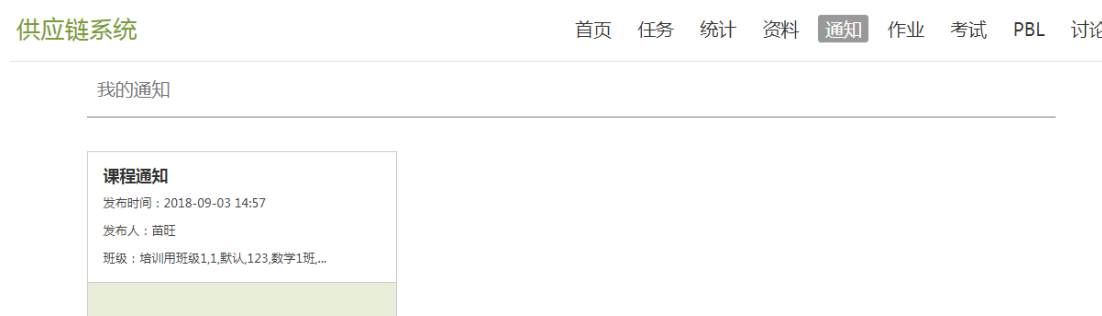 供应链系统
首页 任务 统计 资料 通知 作业 考试 PBL 讨论
我的通知
课程通知
发布时间：2018-09-03 14:57
发布人：苗旺
班级：培训用班级1,1,默认,123,数学1班,...